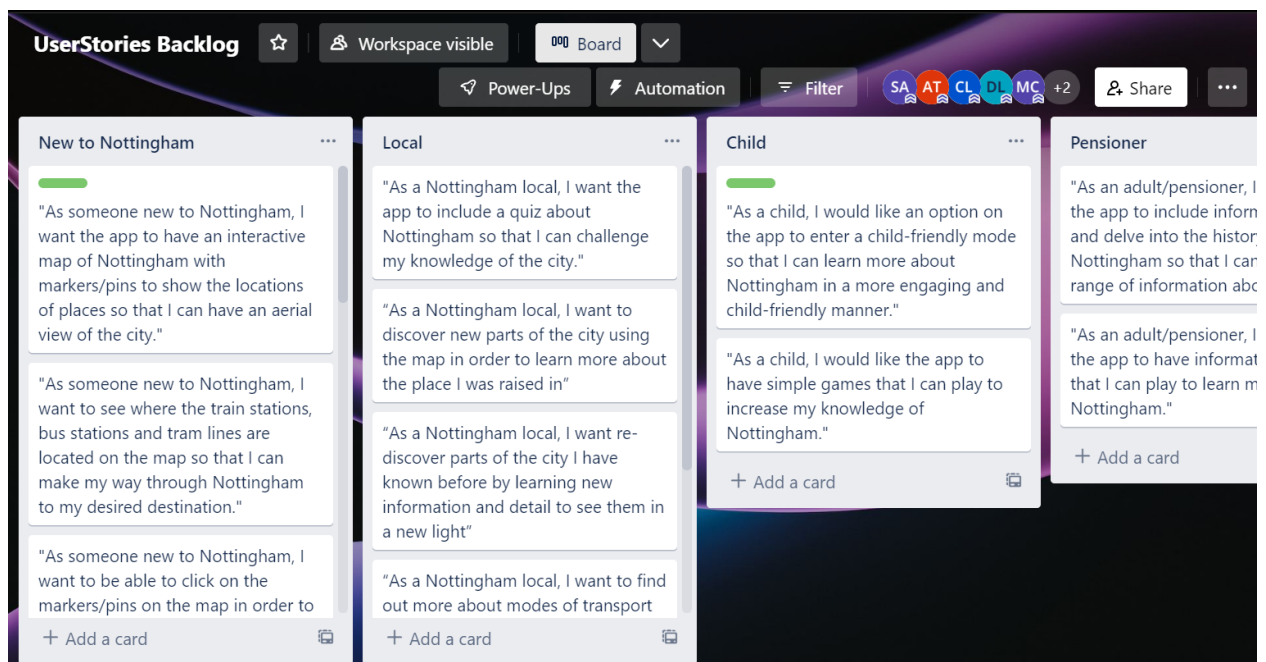 UserStories Backlog
Workspace visible
Board
Power-Ups
Automation
Filter
SA AT CL DL MC +2
Share
New to Nottingham
"As someone new to Nottingham, I
want the app to have an interactive
map of Nottingham with
markers/pins to show the locations
of places so that I can have an aerial
view of the city."
"As someone new to Nottingham, I
want to see where the train stations,
bus stations and tram lines are
located on the map so that I can
make my way through Nottingham
to my desired destination."
"As someone new to Nottingham, I
want to be able to click on the
markers/pins on the map in order to
+ Add a card
Local
"As a Nottingham local, I want the
app to include a quiz about
Nottingham so that I can challenge
my knowledge of the city."
“As a Nottingham local, I want to
discover new parts of the city using
the map in order to learn more about
the place I was raised in”
“As a Nottingham local, I want re-
discover parts of the city I have
known before by learning new
information and detail to see them in
a new light”
“As a Nottingham local, I want to find
out more about modes of transport
+ Add a card
Child
"As a child, I would like an option on
the app to enter a child-friendly mode
so that I can learn more about
Nottingham in a more engaging and
child-friendly manner."
"As a child, I would like the app to
have simple games that I can play to
increase my knowledge of
Nottingham."
+ Add a card
Pensioner
"As an adult/pensioner, I
the app to include inform
and delve into the history
Nottingham so that I can
range of information abo
"As an adult/pensioner, I
the app to have informat
that I can play to learn m
Nottingham."
+ Add a card